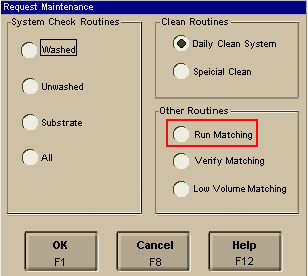 Request Maintenance
System Check Routines
Washed
Unwashed
Substrate
All
Clean Routines
Daily Clean System
Speicial Clean
Other Routines
Run Matching
Verify Matching
Low Volume Matching
OK
F1
Cancel
F8
Help
F12